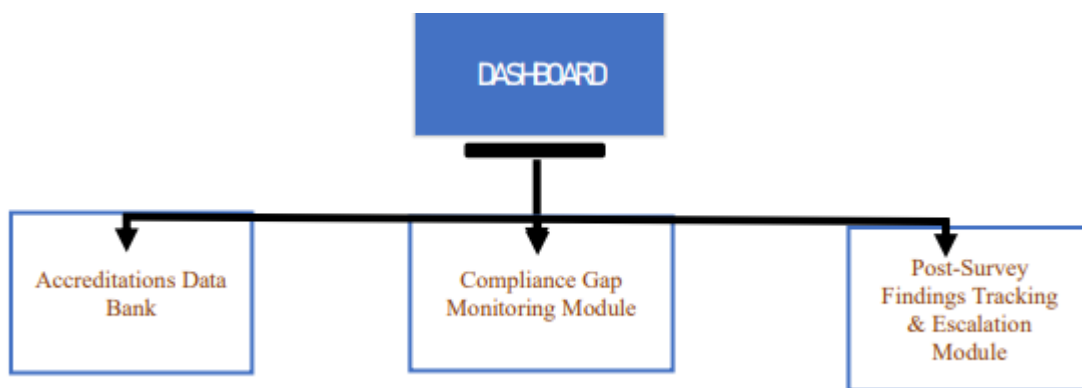 DASHBOARD
Accreditations Data
Bank
Compliance Gap
Monitoring Module
Post-Survey
Findings Tracking
& Escalation
Module